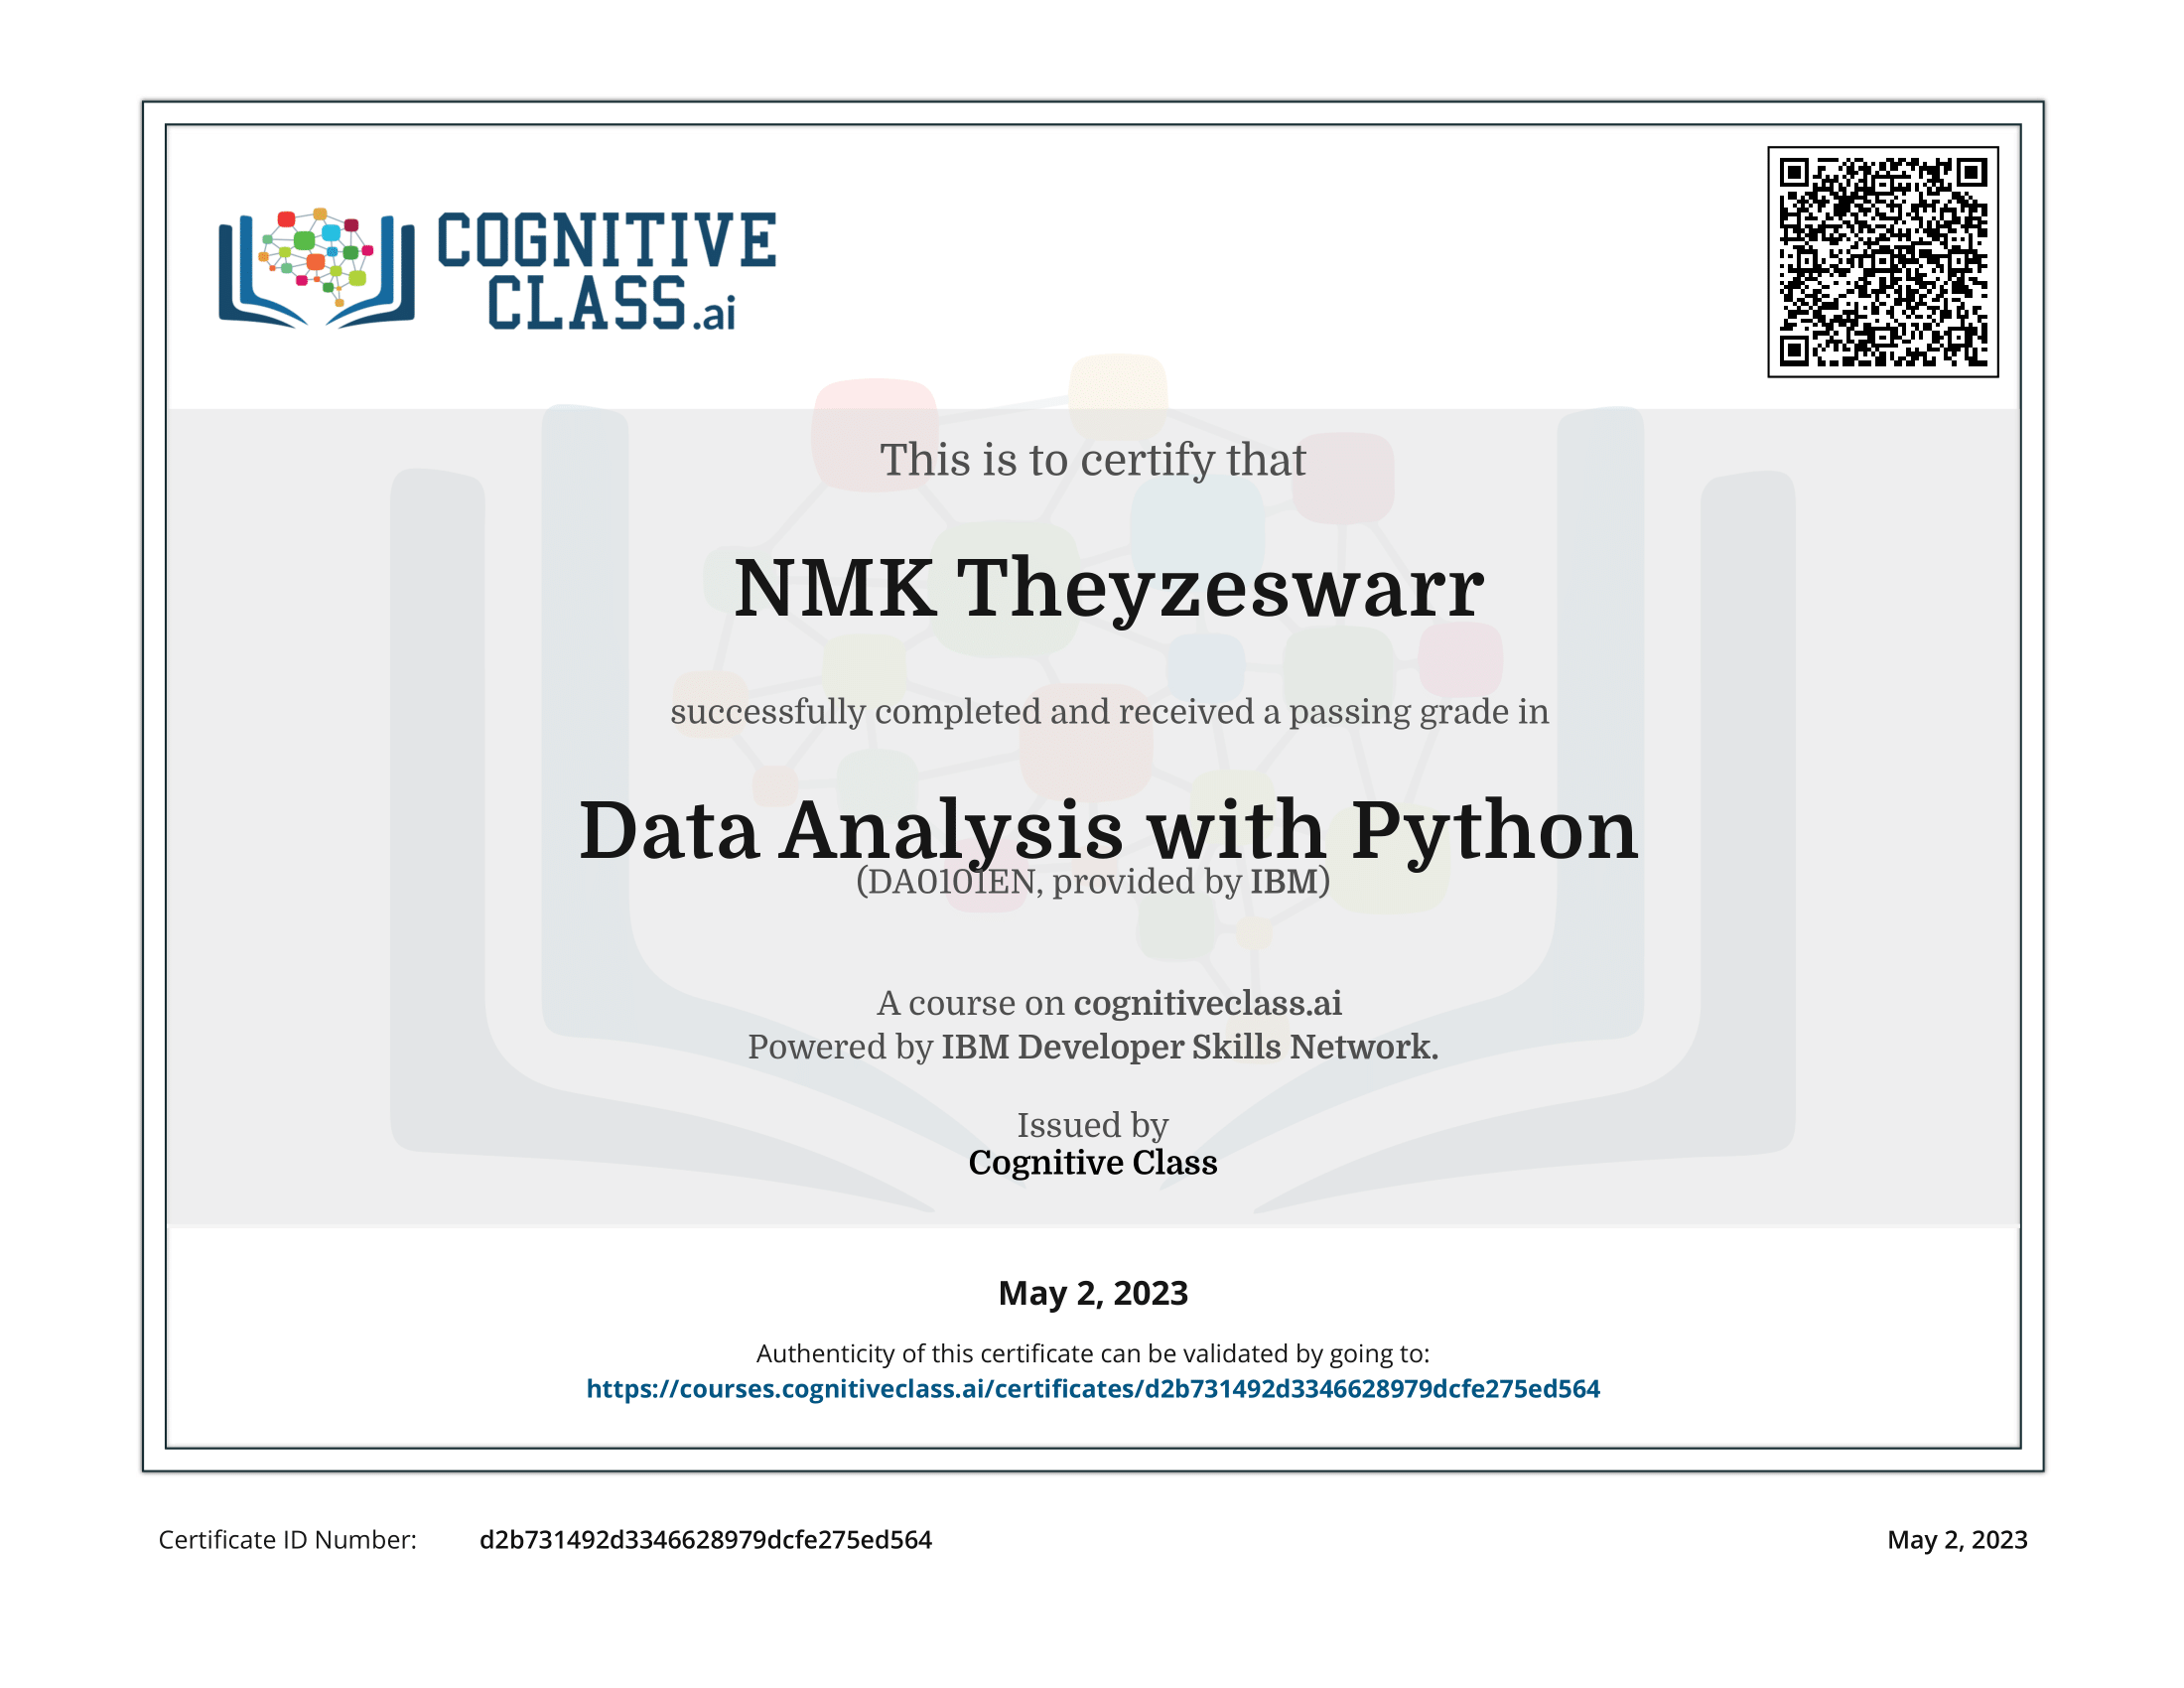 COGNITIVE
CLASS.ai
This is to certify that
NMK Theyzeswarr
successfully completed and received a passing grade in
Data Analysis with Python
(DA0101EN, provided by IBM)
A course on cognitiveclass.ai
Powered by IBM Developer Skills Network.
Issued by
Cognitive Class
May 2, 2023
Authenticity of this certificate can be validated by going to:
https://courses.cognitiveclass.ai/certificates/d2b731492d3346628979dcfe275ed564
Certificate ID Number: d2b731492d3346628979dcfe275ed564 May 2, 2023